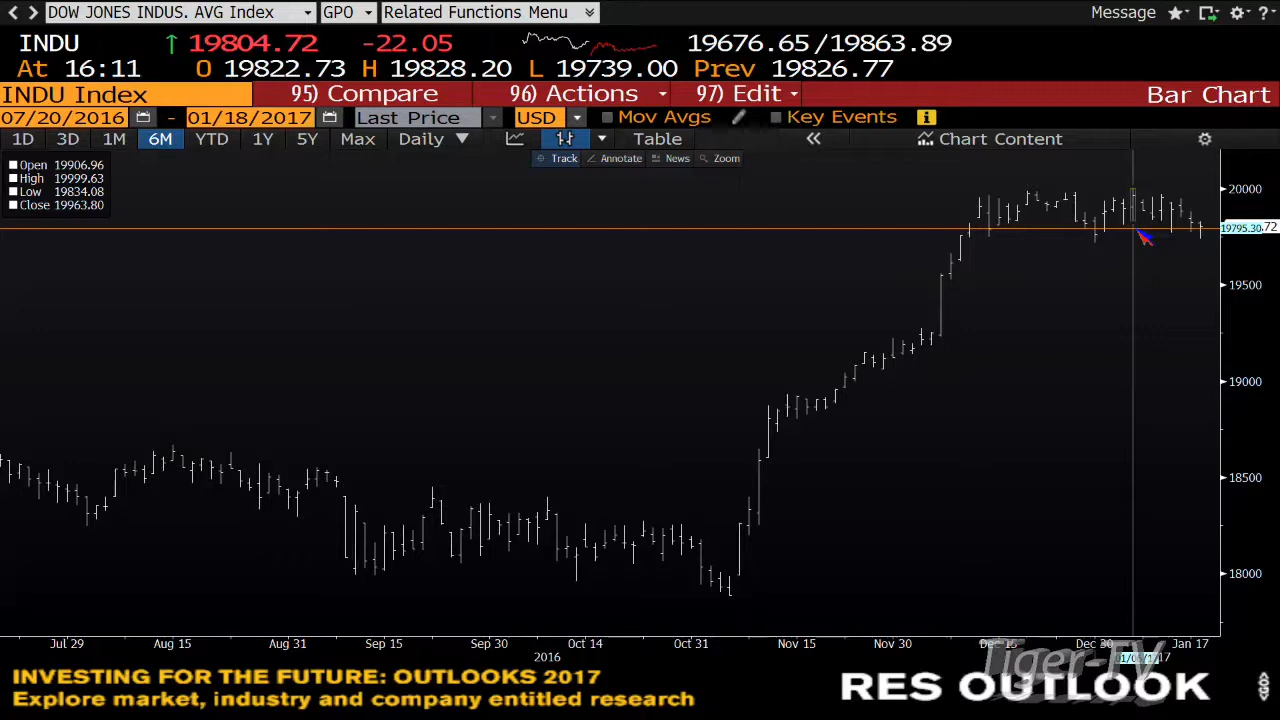 DOW JONES INDUS. AVG Index GPO Related Functions Menu Message ?
INDU 19804.72 -22.05 19676.65/19863.89
At 16:11 O 19822.73 H 19828.20 L 19739.00 Prev 19826.77
INDU Index 95) Compare 96) Actions 97) Edit Bar Chart
07/20/2016 - 01/18/2017 Last Price USD Mov Avgs Key Events
1D 3D 1M 6M YTD 1Y 5Y Max Daily Table Chart Content
Track Annotate News Zoom
Open 19906.96
High 19999.63
Low 19834.08
Close 19963.80
20000
19795.30 72
19500
19000
18500
18000
Jul 29 Aug 15 Aug 31 Sep 15 Sep 30 Oct 14 Oct 31 Nov 15 Nov 30 Dec 15 Dec 30 Jan 17
2016 17
Tiger-TV
INVESTING FOR THE FUTURE: OUTLOOKS 2017
Explore market, industry and company entitled research
RES OUTLOOK